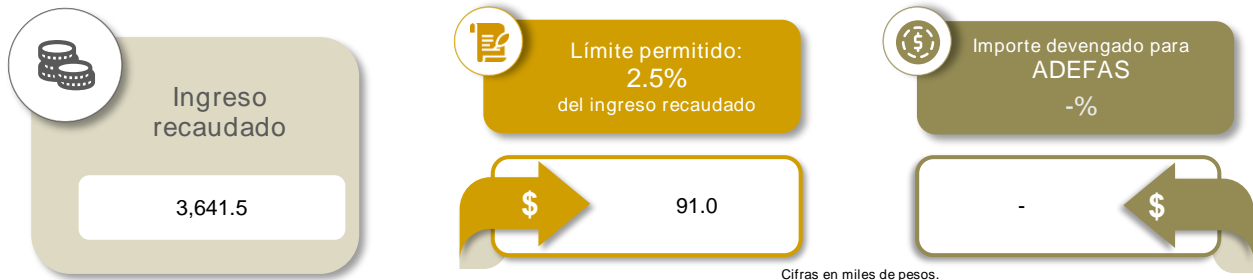 Ingreso
recaudado
3,641.5
Límite permitido:
2.5%
del ingreso recaudado
$
91.0
Importe devengado para
ADEFAS
-%
-
$
Cifras en miles de pesos.